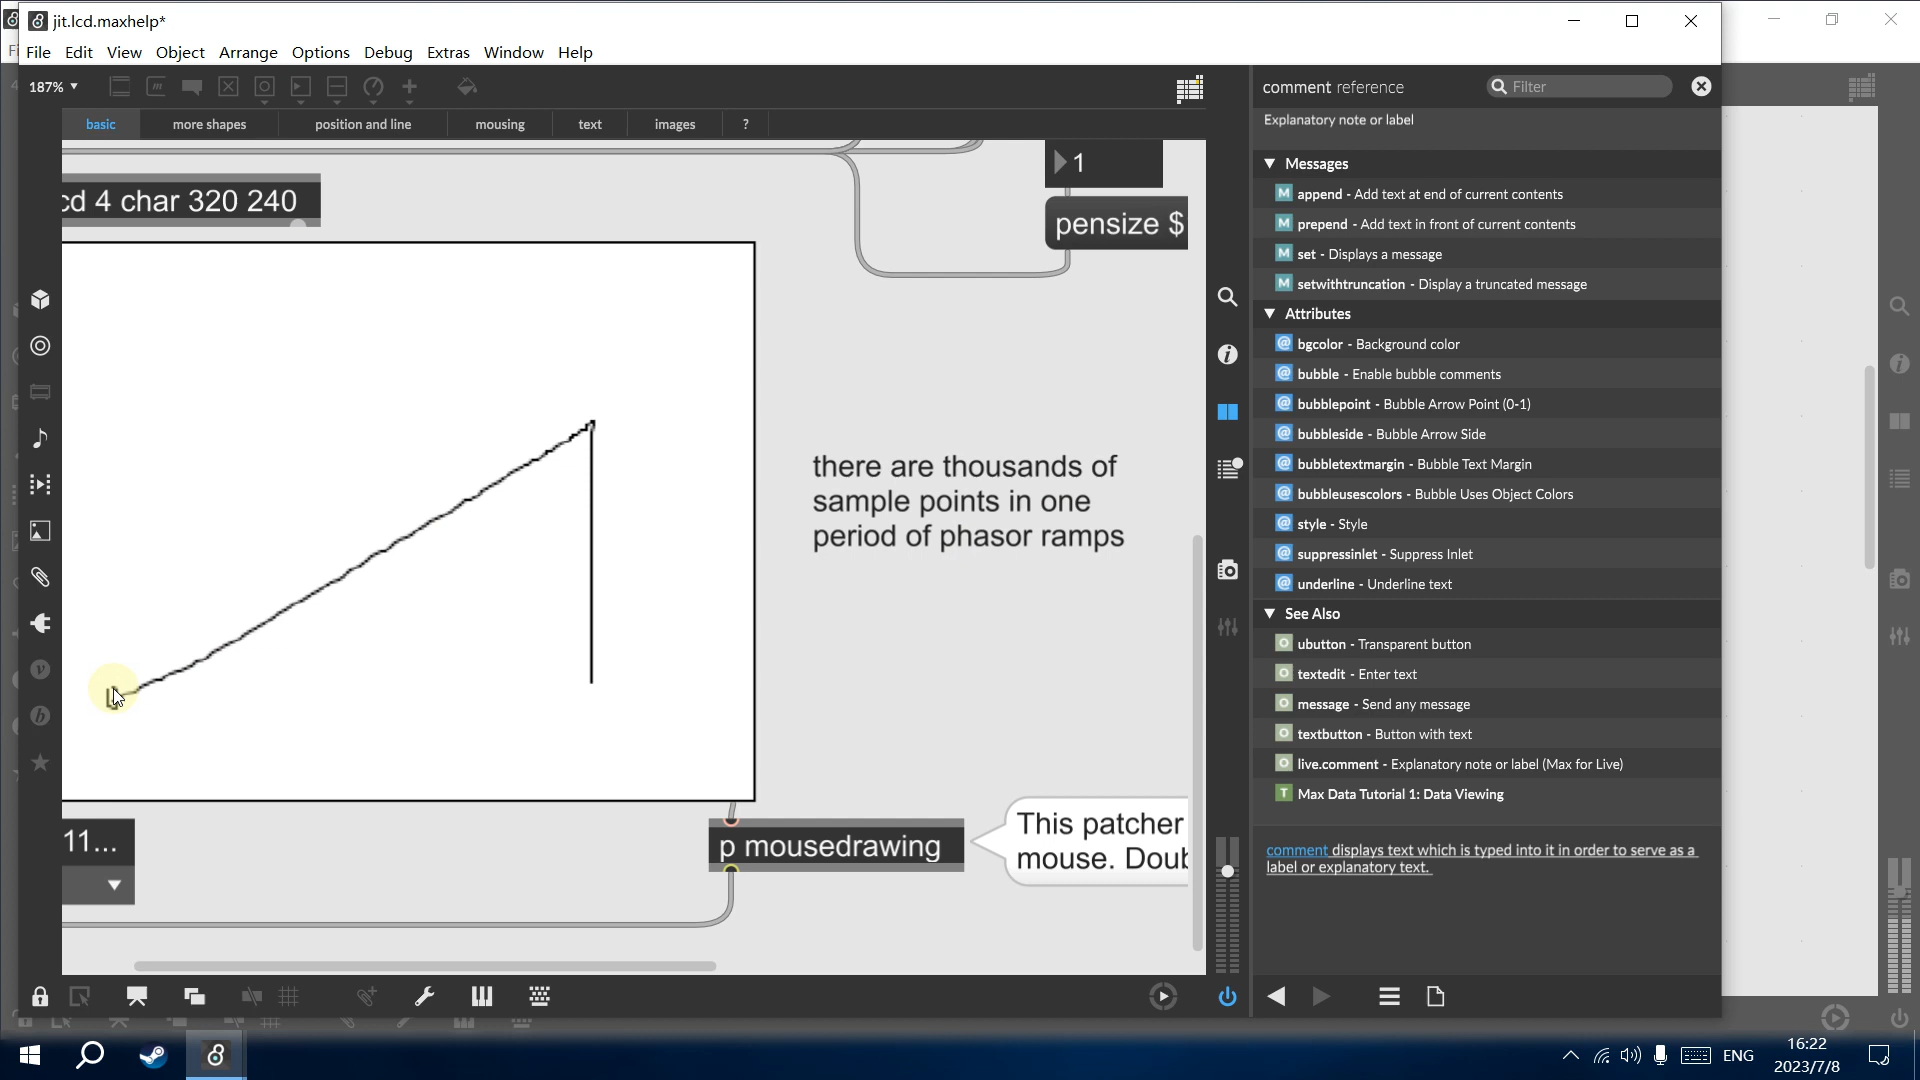 jit.lcd.maxhelp*
File Edit View Object Arrange Options Debug Extras Window Help
187%
basic more shapes position and line mousing text images ?
cd 4 char 320 240
1
pensize $
there are thousands of
sample points in one
period of phasor ramps
11...
p mousedrawing
This patcher
mouse. Doub
comment reference
Filter
Explanatory note or label
Messages
M append - Add text at end of current contents
M prepend - Add text in front of current contents
M set - Displays a message
M setwithtruncation - Display a truncated message
Attributes
@ bgcolor - Background color
@ bubble - Enable bubble comments
@ bubblepoint - Bubble Arrow Point (0-1)
@ bubbleside - Bubble Arrow Side
@ bubbletextmargin - Bubble Text Margin
@ bubbleusescolors - Bubble Uses Object Colors
@ style - Style
@ suppressinlet - Suppress Inlet
@ underline - Underline text
See Also
O ubutton - Transparent button
O textedit - Enter text
O message - Send any message
O textbutton - Button with text
O live.comment - Explanatory note or label (Max for Live)
T Max Data Tutorial 1: Data Viewing
comment displays text which is typed into it in order to serve as a
label or explanatory text.
ENG
16:22
2023/7/8